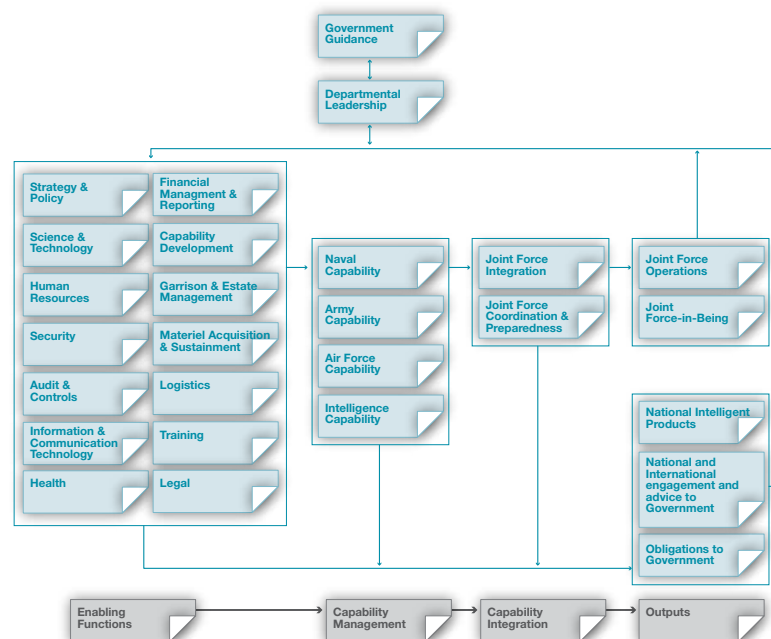 Government
Guidance
Departmental
Leadership
Strategy &
Policy
Financial
Managment &
Reporting
Science &
Technology
Capability
Development
Human
Resources
Garrison & Estate
Management
Security
Materiel Acquisition
& Sustainment
Audit &
Controls
Logistics
Information &
Communication
Technology
Training
Health
Legal
Naval
Capability
Army
Capability
Air Force
Capability
Intelligence
Capability
Joint Force
Integration
Joint Force
Coordination &
Preparedness
Joint Force
Operations
Joint
Force-in-Being
National Intelligent
Products
National and
International
engagement and
advice to
Government
Obligations to
Government
Enabling
Functions
Capability
Management
Capability
Integration
Outputs